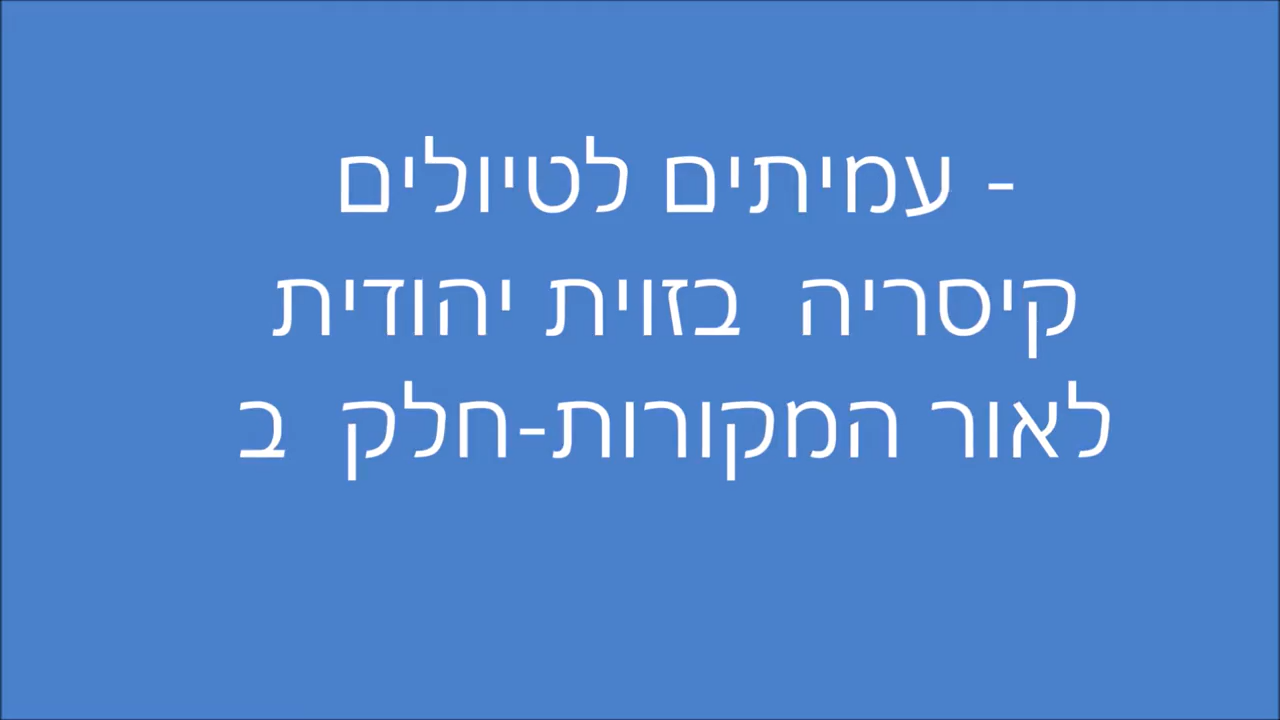 - עמיתים לטיולים
קיסריה בזוית יהודית
לאור המקורות-חלק ב